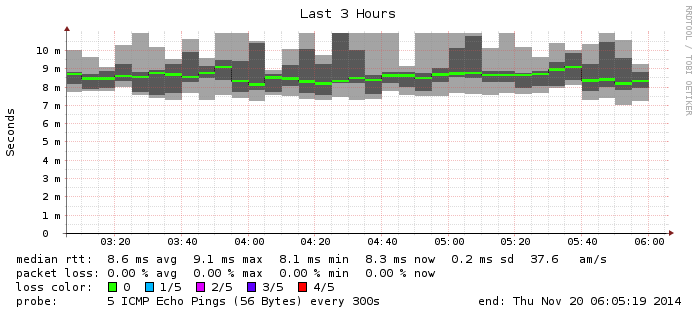 Last 3 Hours
RRDTOOL / TOBI OETIKER
Seconds
10 m
9 m
8 m
7 m
6 m
5 m
4 m
3 m
2 m
1 m
0
03:20 03:40 04:00 04:20 04:40 05:00 05:20 05:40 06:00
median rtt: 8.6 ms avg 9.1 ms max 8.1 ms min 8.3 ms now 0.2 ms sd 37.6 am/s
packet loss: 0.00 % avg 0.00 % max 0.00 % min 0.00 % now
loss color: 0 1/5 2/5 3/5 4/5
probe: 5 ICMP Echo Pings (56 Bytes) every 300s end: Thu Nov 20 06:05:19 2014